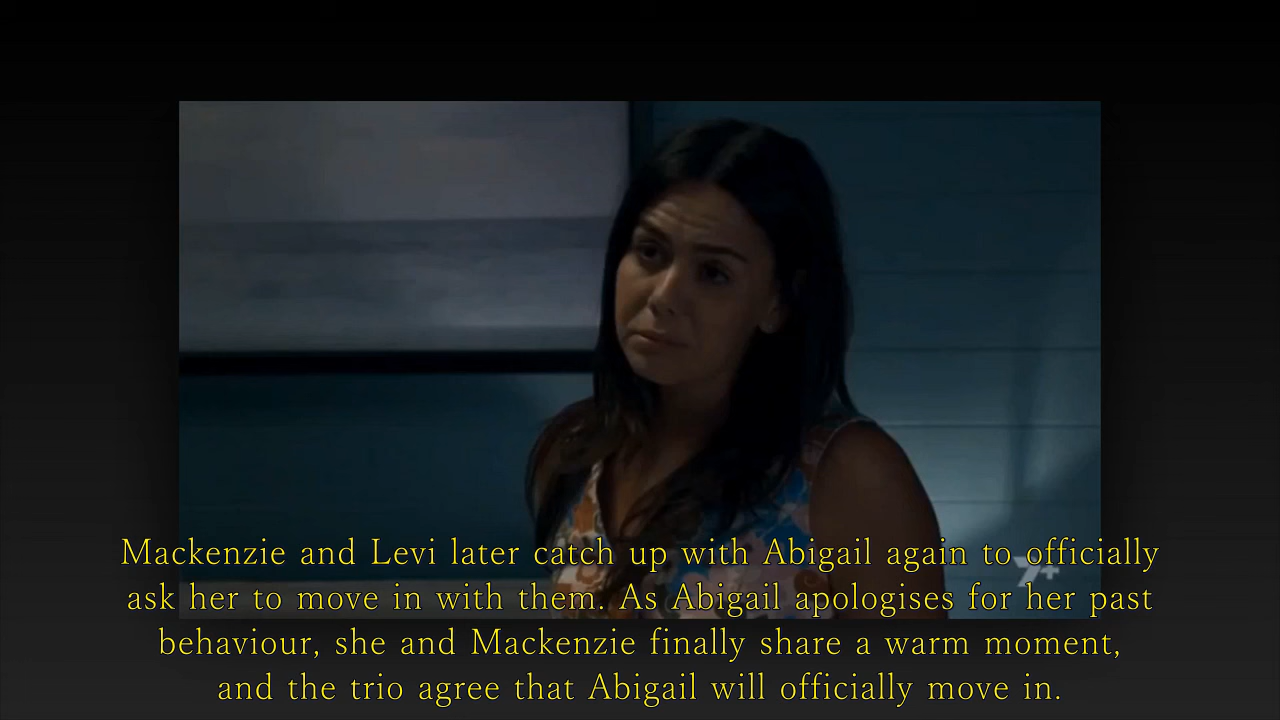 Mackenzie and Levi later catch up with Abigail again to officially
ask her to move in with them. As Abigail apologises for her past
behaviour, she and Mackenzie finally share a warm moment,
and the trio agree that Abigail will officially move in.
7+